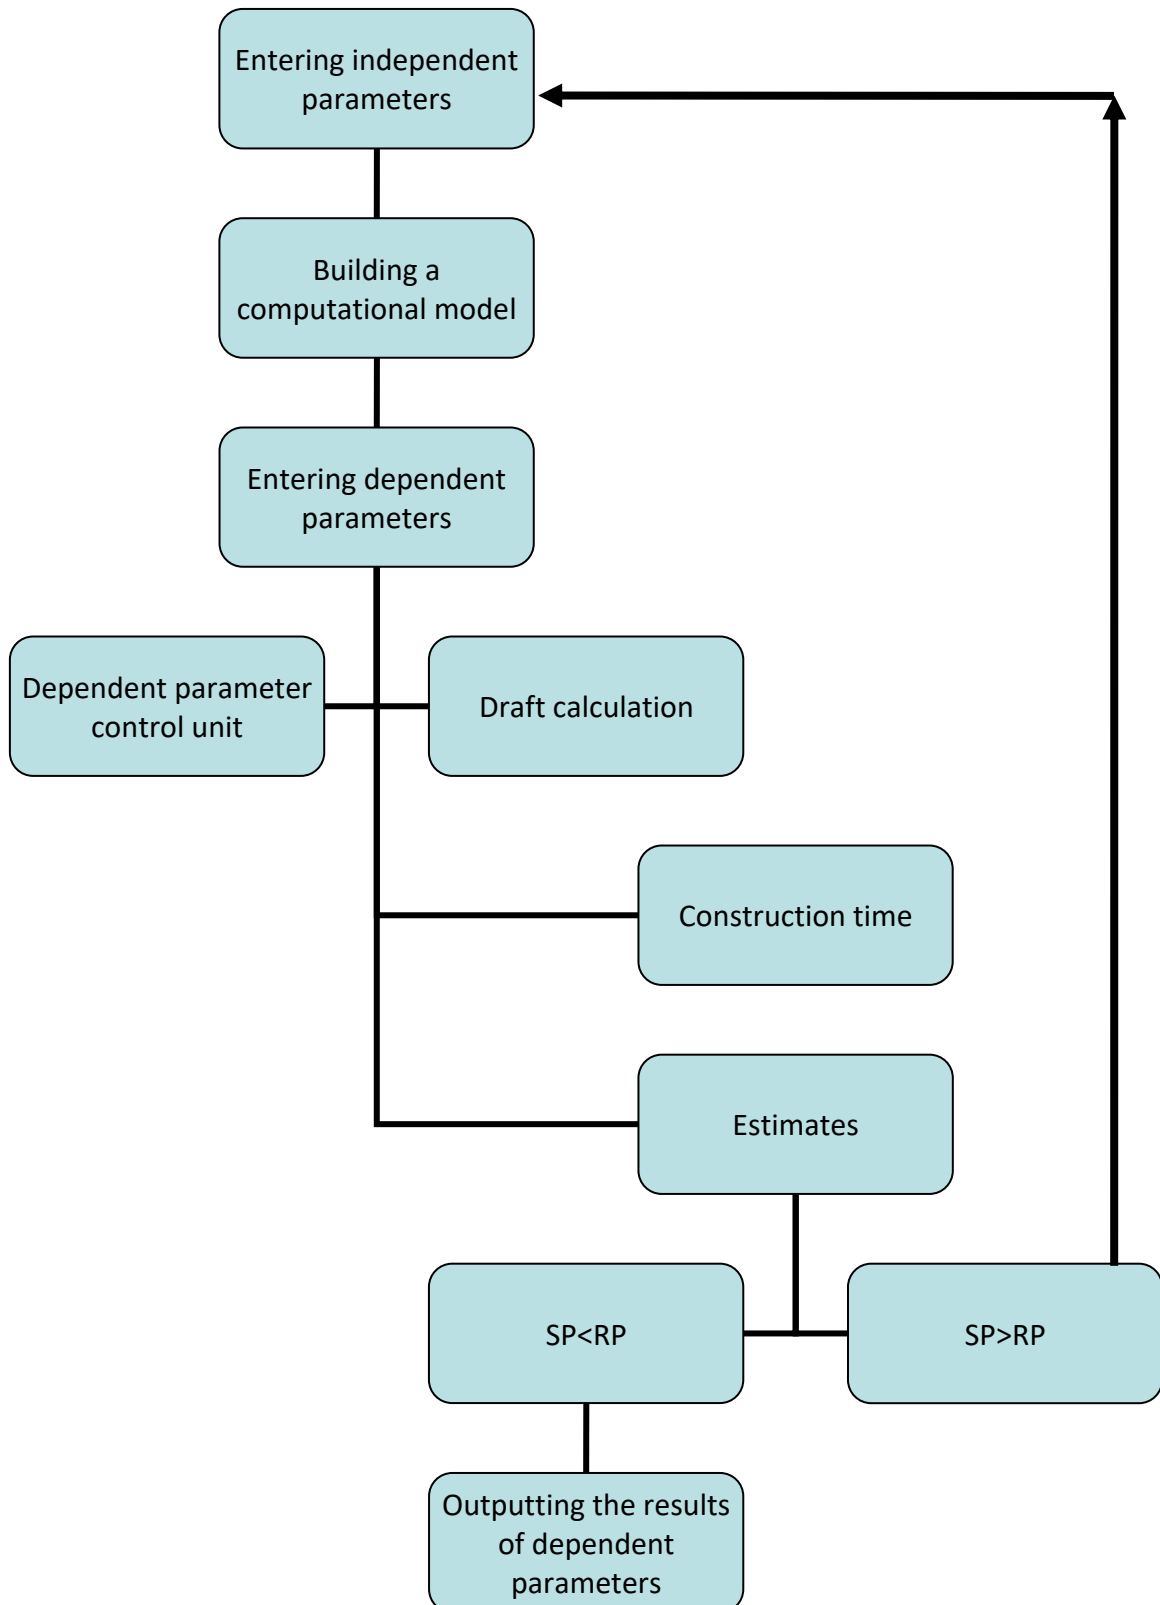 Entering independent
parameters
Building a
computational model
Entering dependent
parameters
Dependent parameter
control unit
Draft calculation
Construction time
Estimates
SP<RP
SP>RP
Outputting the results
of dependent
parameters